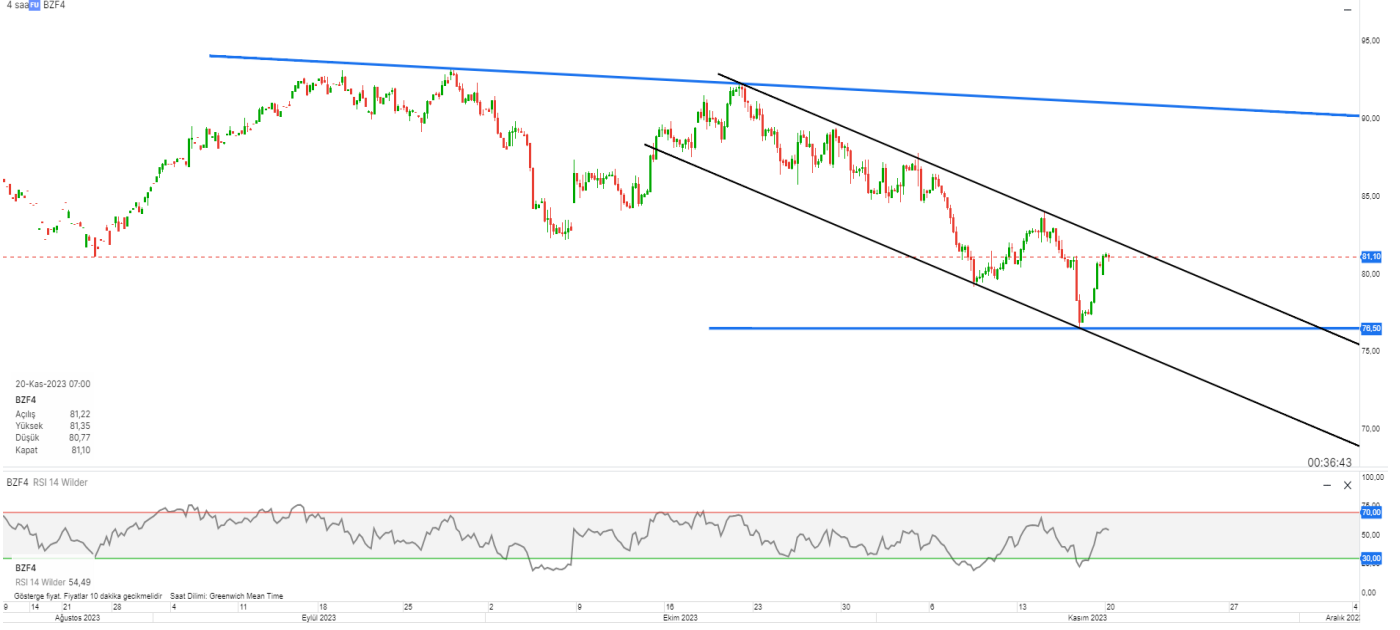 4 saa FU BZF4
95,00
90,00
85,00
81,10
80,00
76,50
75,00
70,00
20-Kas-2023 07:00
BZF4
Açılış 81,22
Yüksek 81,35
Düşük 80,77
Kapat 81,10
00:36:43
BZF4 RSI 14 Wilder
100,00
70,00
50,00
30,00
0,00
BZF4
RSI 14 Wilder 54,49
Gösterge fiyat. Fiyatlar 10 dakika gecikmelidir Saat Dilimi: Greenwich Mean Time
9 14 21 28 4 11 18 25 2 9 16 23 30 6 13 20 27 4
Ağustos 2023 Eylül 2023 Ekim 2023 Kasım 2023 Aralık 202